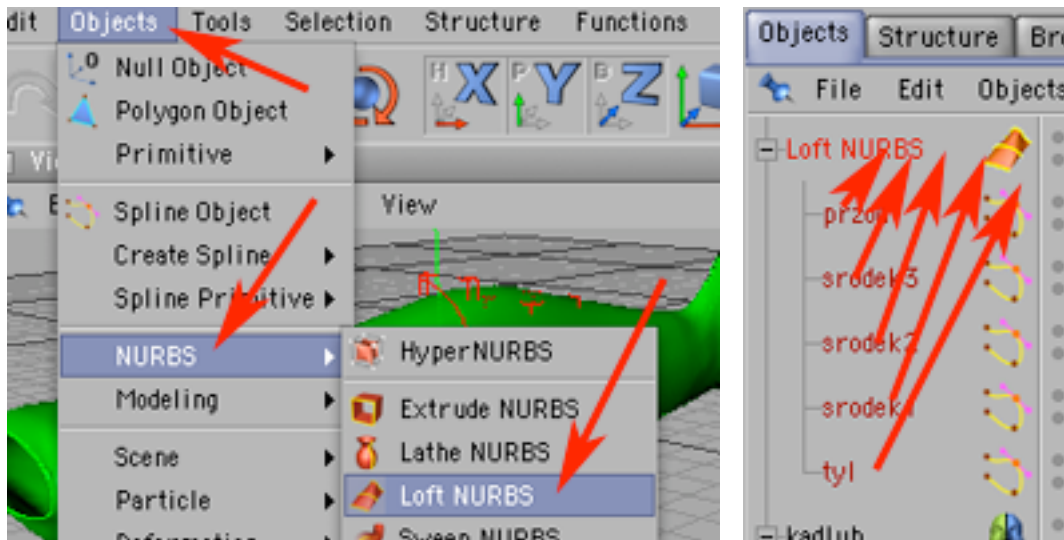 dit Objects Tools Selection Structure Functions
Null Object
Polygon Object
Primitive
Spline Object
Create Spline
Spline Primitive
NURBS
Modeling
Scene
Particle
Deformation
View
HyperNURBS
Extrude NURBS
Lathe NURBS
Loft NURBS
Sweep NURBS
H X P Y B Z
Objects Structure Bro
File Edit Objects
Loft NURBS
srodek3
srodek2
tyl
kadlub